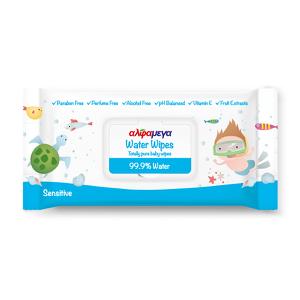 ✓Paraben Free ✓Perfume Free ✓Alcohol Free ✓pH Balanced ✓Vitamin E ✓Fruit Extracts
αλφαμεγα
Water Wipes
Totally pure baby wipes
99.9% Water
Sensitive